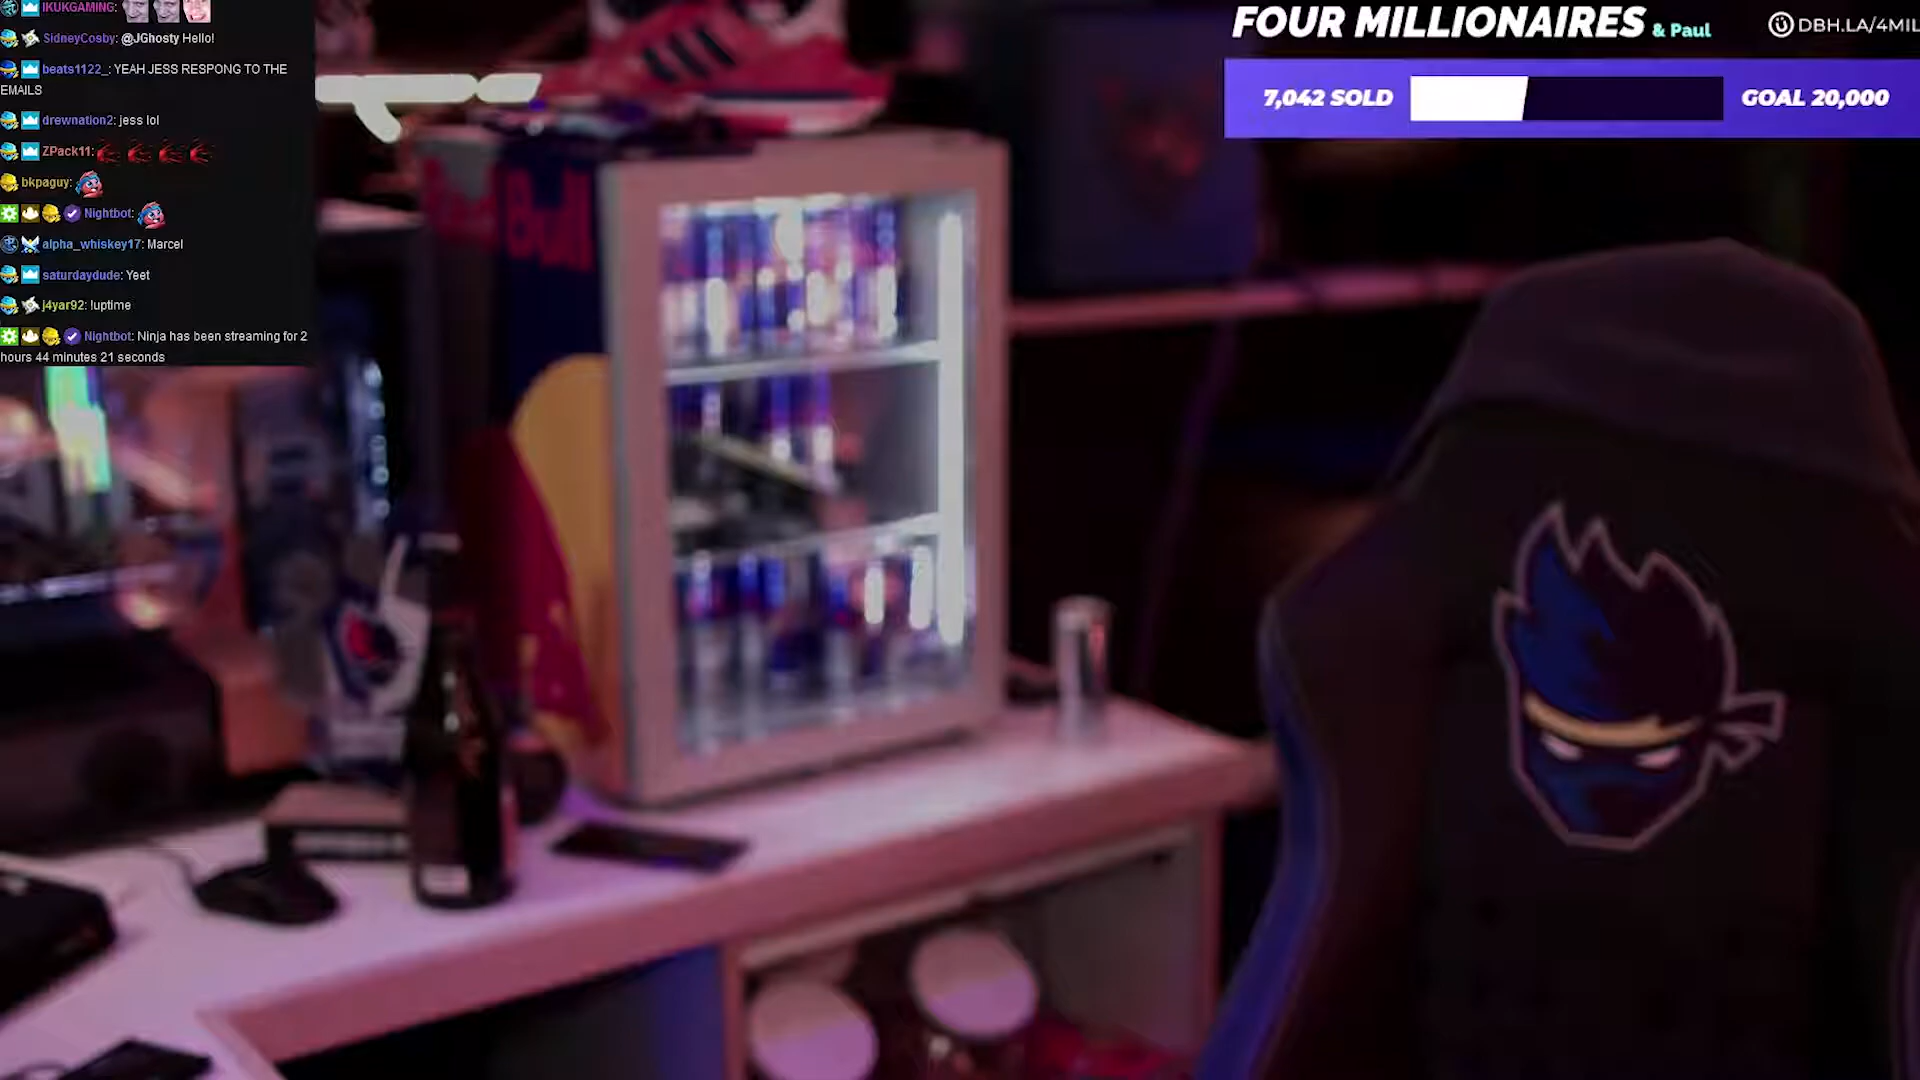 IKUKGAMING:
SidneyCosby: @JGhosty Hello!
beats1122_: YEAH JESS RESPONG TO THE
EMAILS
drewnation2: jess lol
ZPack11:
bkpaguy:
Nightbot:
alpha_whiskey17: Marcel
saturdaydude: Yeet
j4yar92: !uptime
Nightbot: Ninja has been streaming for 2
hours 44 minutes 21 seconds
FOUR MILLIONAIRES & Paul
DBH.LA/4MIL
7,042 SOLD
GOAL 20,000
Red Bull